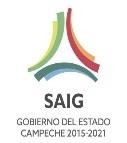 SAIG
GOBIERNO DEL ESTADO
CAMPECHE 2015-2021